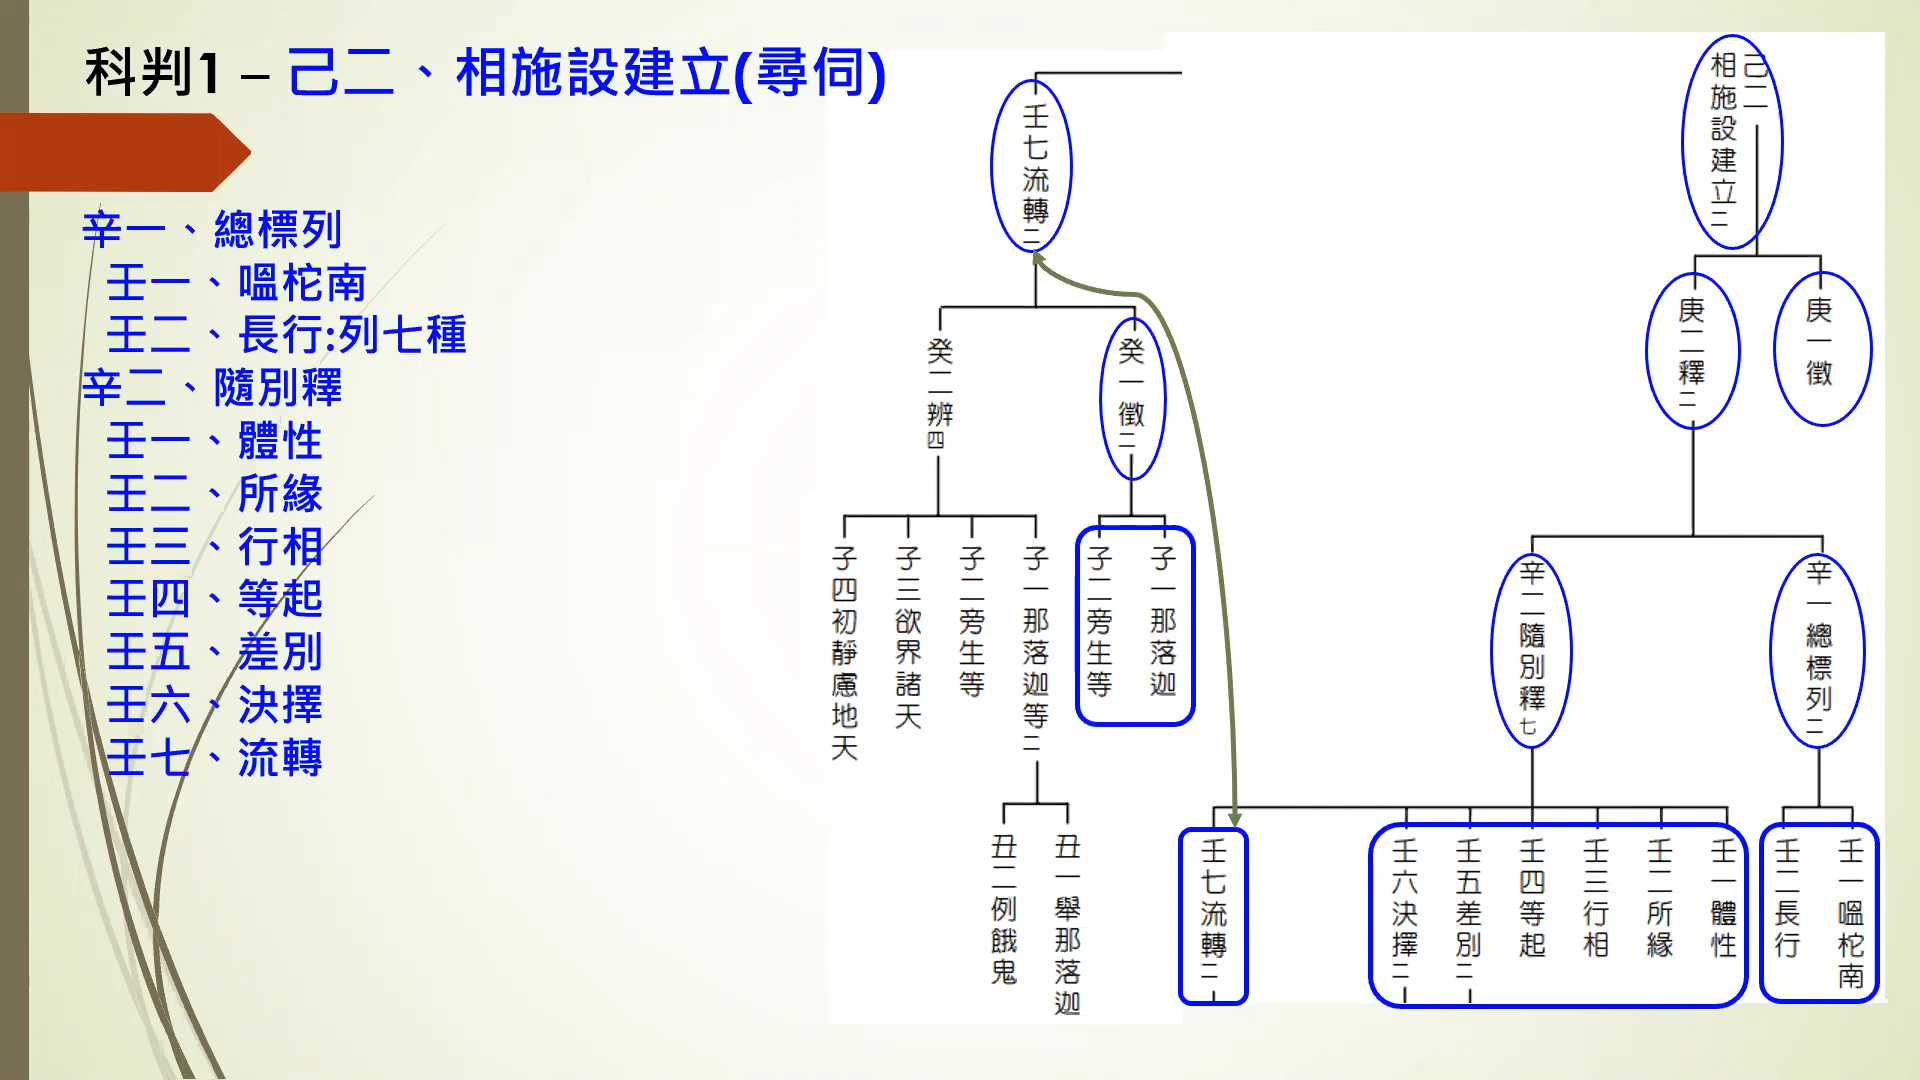 科判1 – 己二、相施設建立(尋伺)
辛一、總標列
壬一、嗢柁南
壬二、長行:列七種
辛二、隨別釋
壬一、體性
壬二、所緣
壬三、行相
壬四、等起
壬五、差別
壬六、決擇
壬七、流轉
己二
相施設建立二
庚一徵
庚二釋二
辛一總標列二
辛二隨別釋七
壬一嗢柁南
壬二長行
壬一體性
壬二所緣
壬三行相
壬四等起
壬五差別二
壬六決擇二
壬七流轉二
壬七流轉二
癸一徵二
癸二辨四
子一那落迦
子二旁生等
子一那落迦等二
子二旁生等
子三欲界諸天
子四初靜慮地天
丑一舉那落迦
丑二例餓鬼